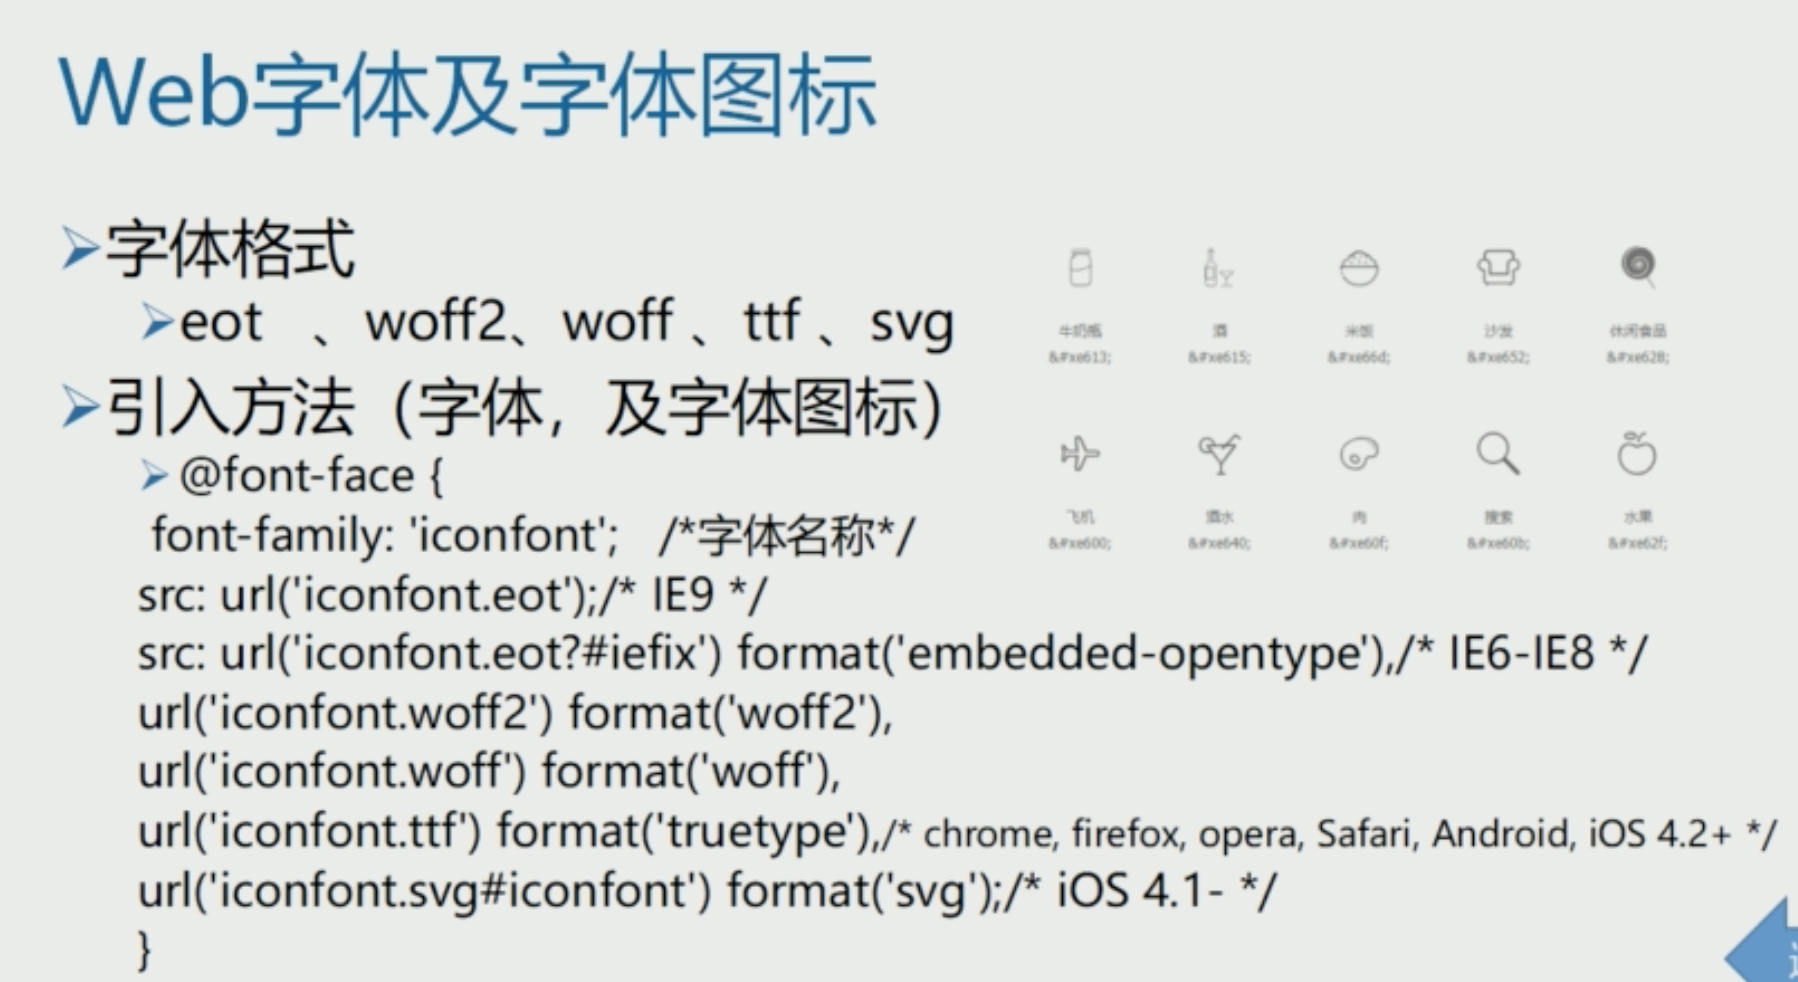 Web字体及字体图标
字体格式
eot 、woff2、woff 、ttf 、svg
引入方法（字体，及字体图标）
@font-face {
font-family: 'iconfont'; /*字体名称*/
src: url('iconfont.eot');/* IE9 */
src: url('iconfont.eot?#iefix') format('embedded-opentype'),/* IE6-IE8 */
url('iconfont.woff2') format('woff2'),
url('iconfont.woff') format('woff'),
url('iconfont.ttf') format('truetype'),/* chrome, firefox, opera, Safari, Android, iOS 4.2+ */
url('iconfont.svg#iconfont') format('svg');/* iOS 4.1- */
}
牛奶瓶 酒 米饭 沙发 休闲食品
&#xe613; &#xe615; &#xe66d; &#xe652; &#xe628;
飞机 酒水 肉 搜索 水果
&#xe600; &#xe640; &#xe60f; &#xe60b; &#xe62f;